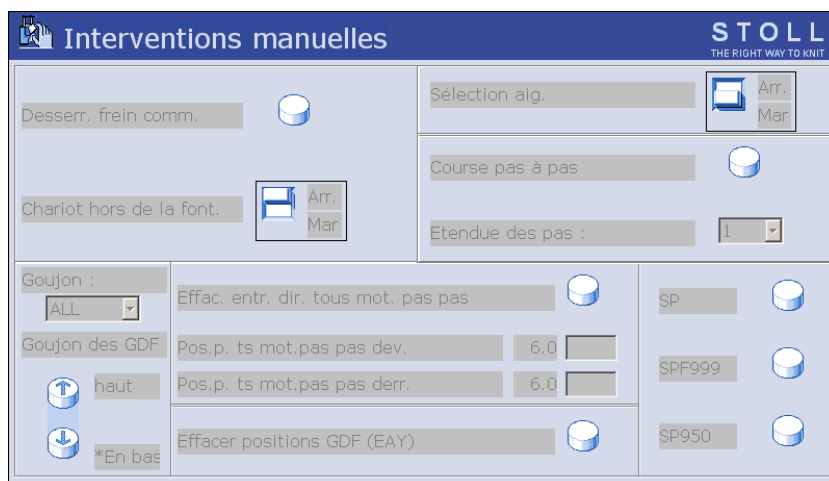 Interventions manuelles
STOLL
THE RIGHT WAY TO KNIT
Desserr. frein comm.
Chariot hors de la font.
Arr.
Mar
Sélection aig.
Arr.
Mar
Course pas à pas
Etendue des pas :
1
Goujon :
ALL
Goujon des GDF
haut
*En bas
Effac. entr. dir. tous mot. pas pas
Pos.p. ts mot.pas pas dev.
6.0
Pos.p. ts mot.pas pas derr.
6.0
Effacer positions GDF (EAY)
SP
SPF999
SP950